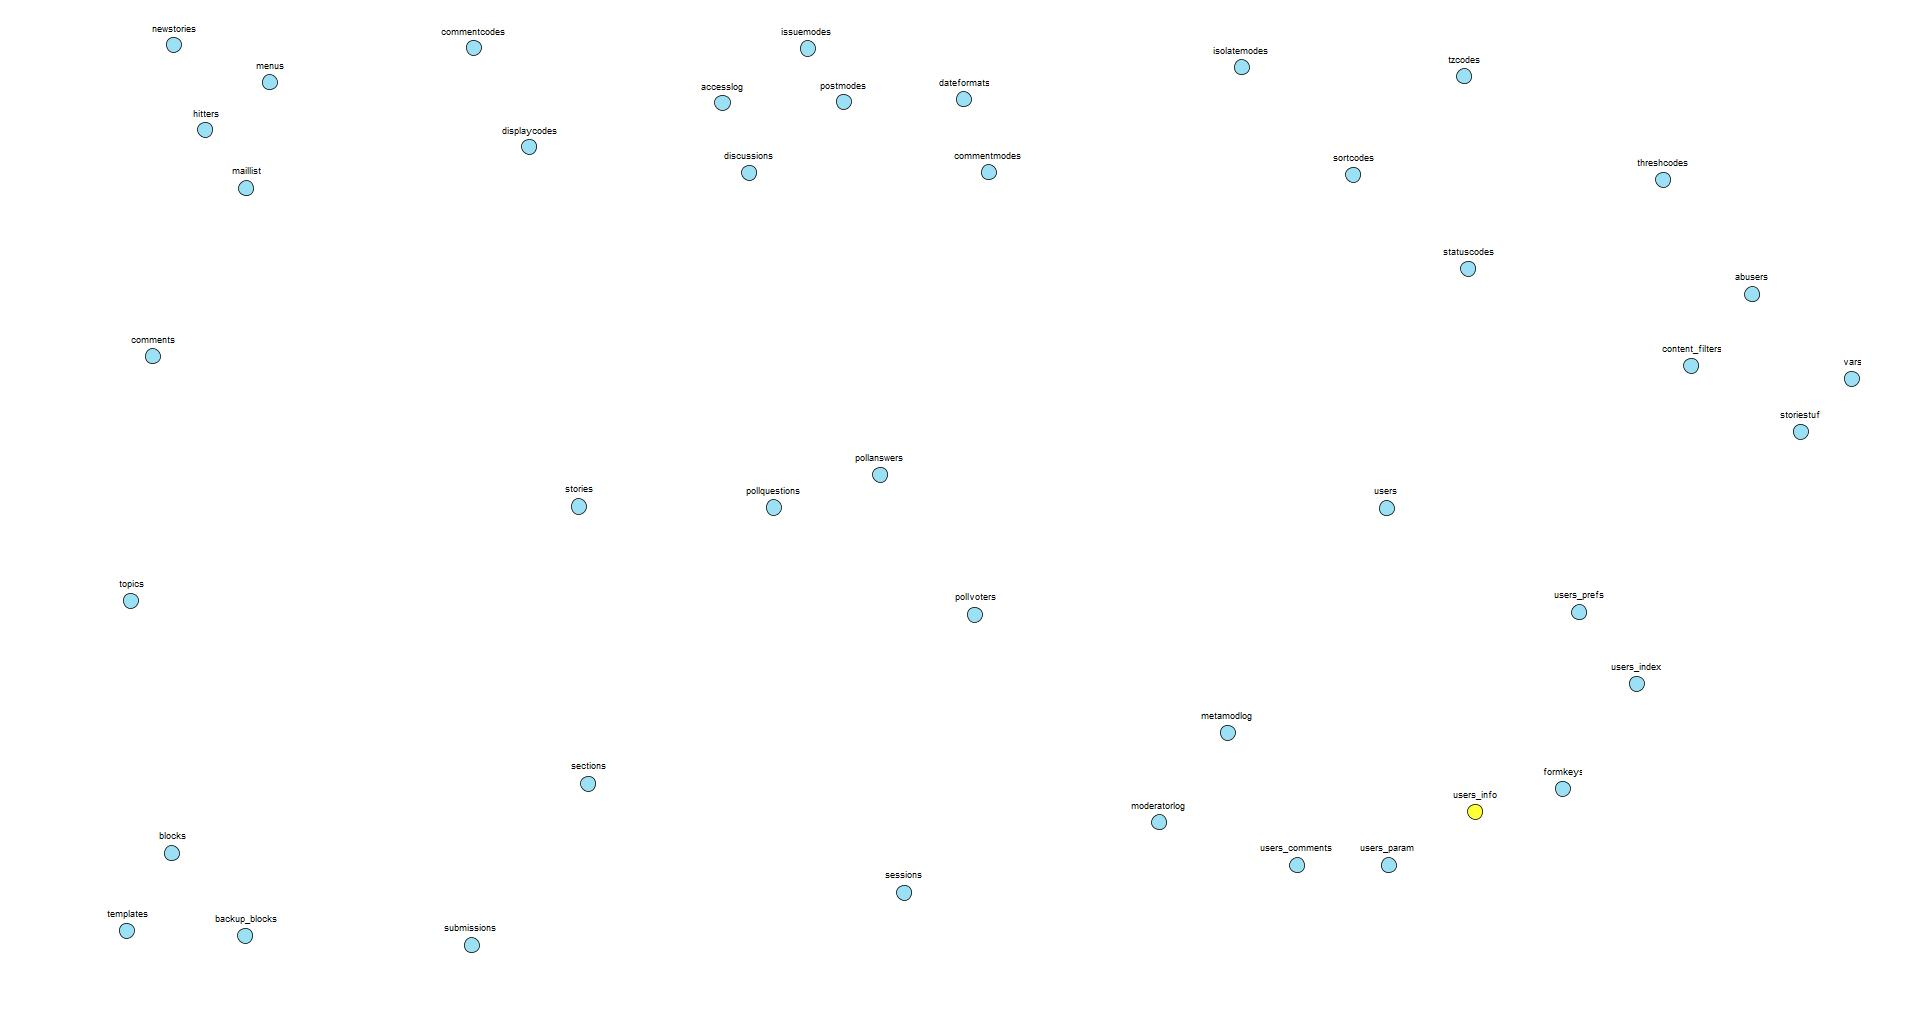 newstories
commentcodes
issuemodes
isolatemodes
tzcodes
menus
accesslog
postmodes
dateformats
hitters
displaycodes
discussions
commentmodes
sortcodes
threshcodes
maillist
statuscodes
abusers
comments
content_filters
vars
storiestuf
pollanswers
stories
pollquestions
users
topics
pollvoters
users_prefs
users_index
metamodlog
sections
formkeys
users_info
moderatorlog
blocks
users_comments
users_param
sessions
templates
backup_blocks
submissions